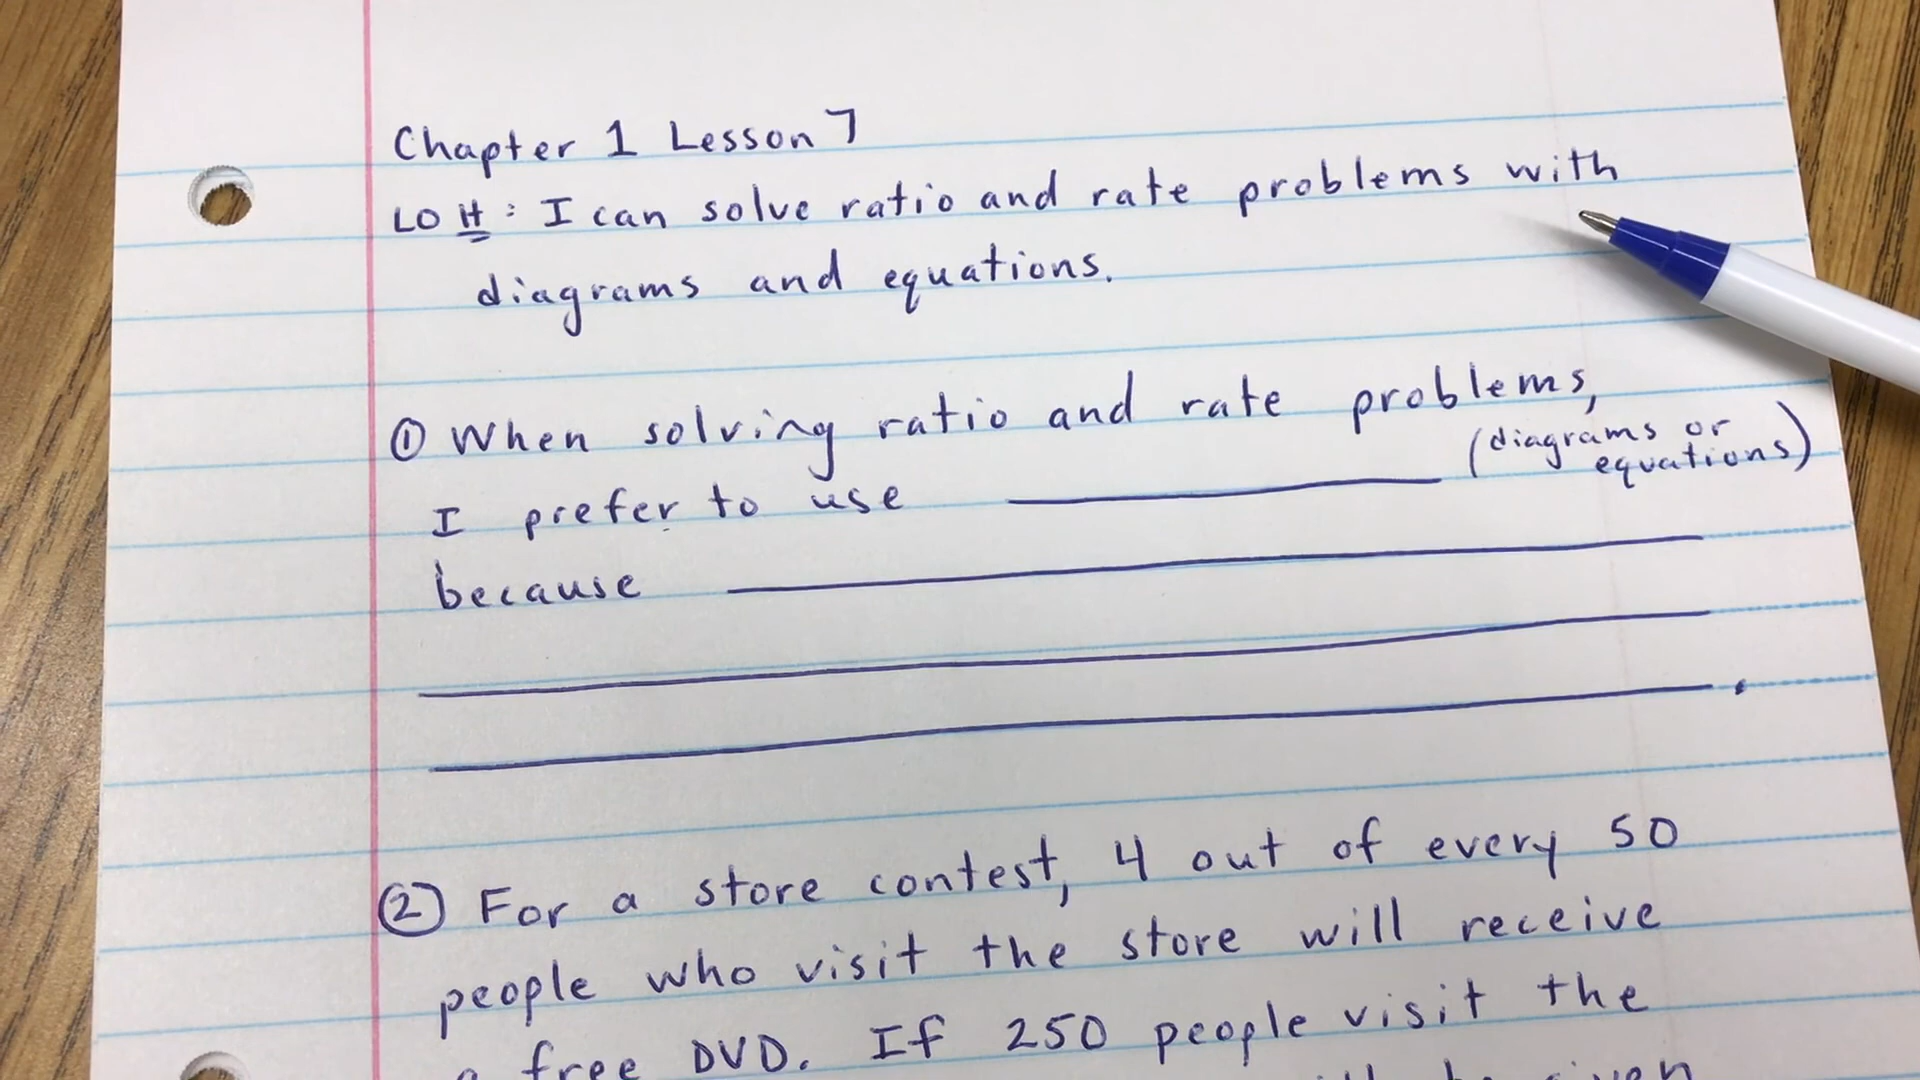 Chapter 1 Lesson 7
LO H: I can solve ratio and rate problems with
diagrams and equations.
① When solving ratio and rate problems,
I prefer to use (diagrams or
equations)
because
.
② For a store contest, 4 out of every 50
people who visit the store will receive
a free DVD. If 250 people visit the
be given